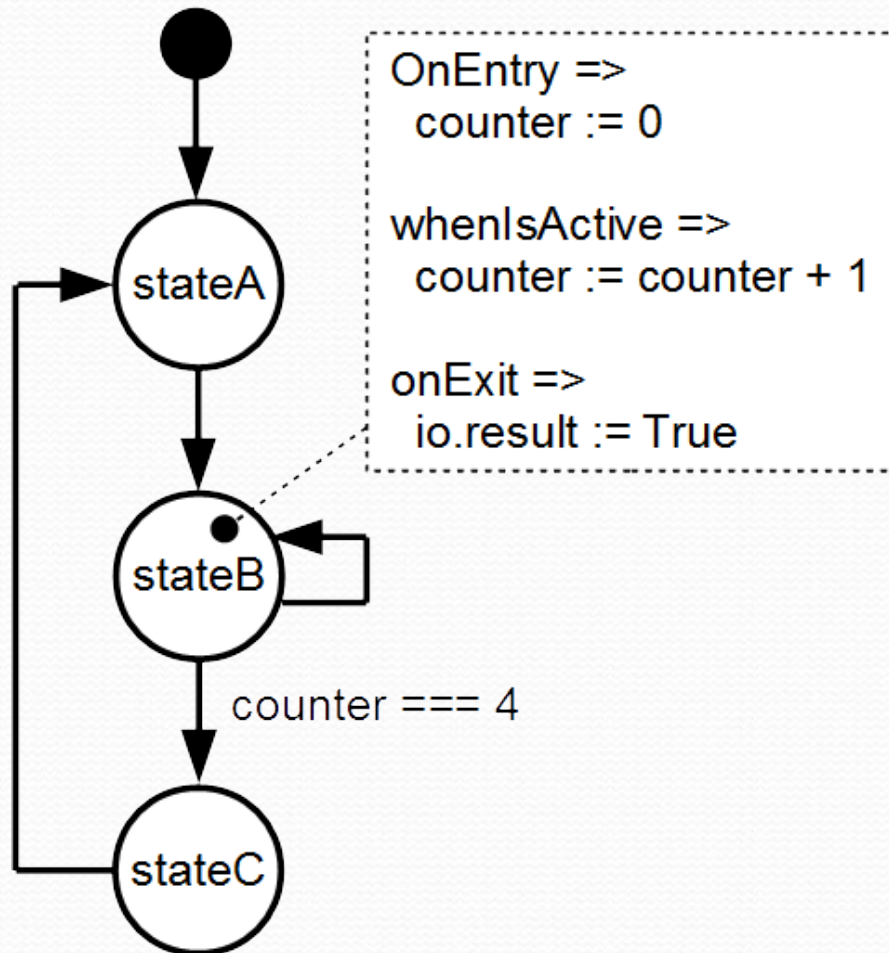 OnEntry =>
counter := 0
whenIsActive =>
counter := counter + 1
onExit =>
io.result := True
stateA
stateB
counter === 4
stateC